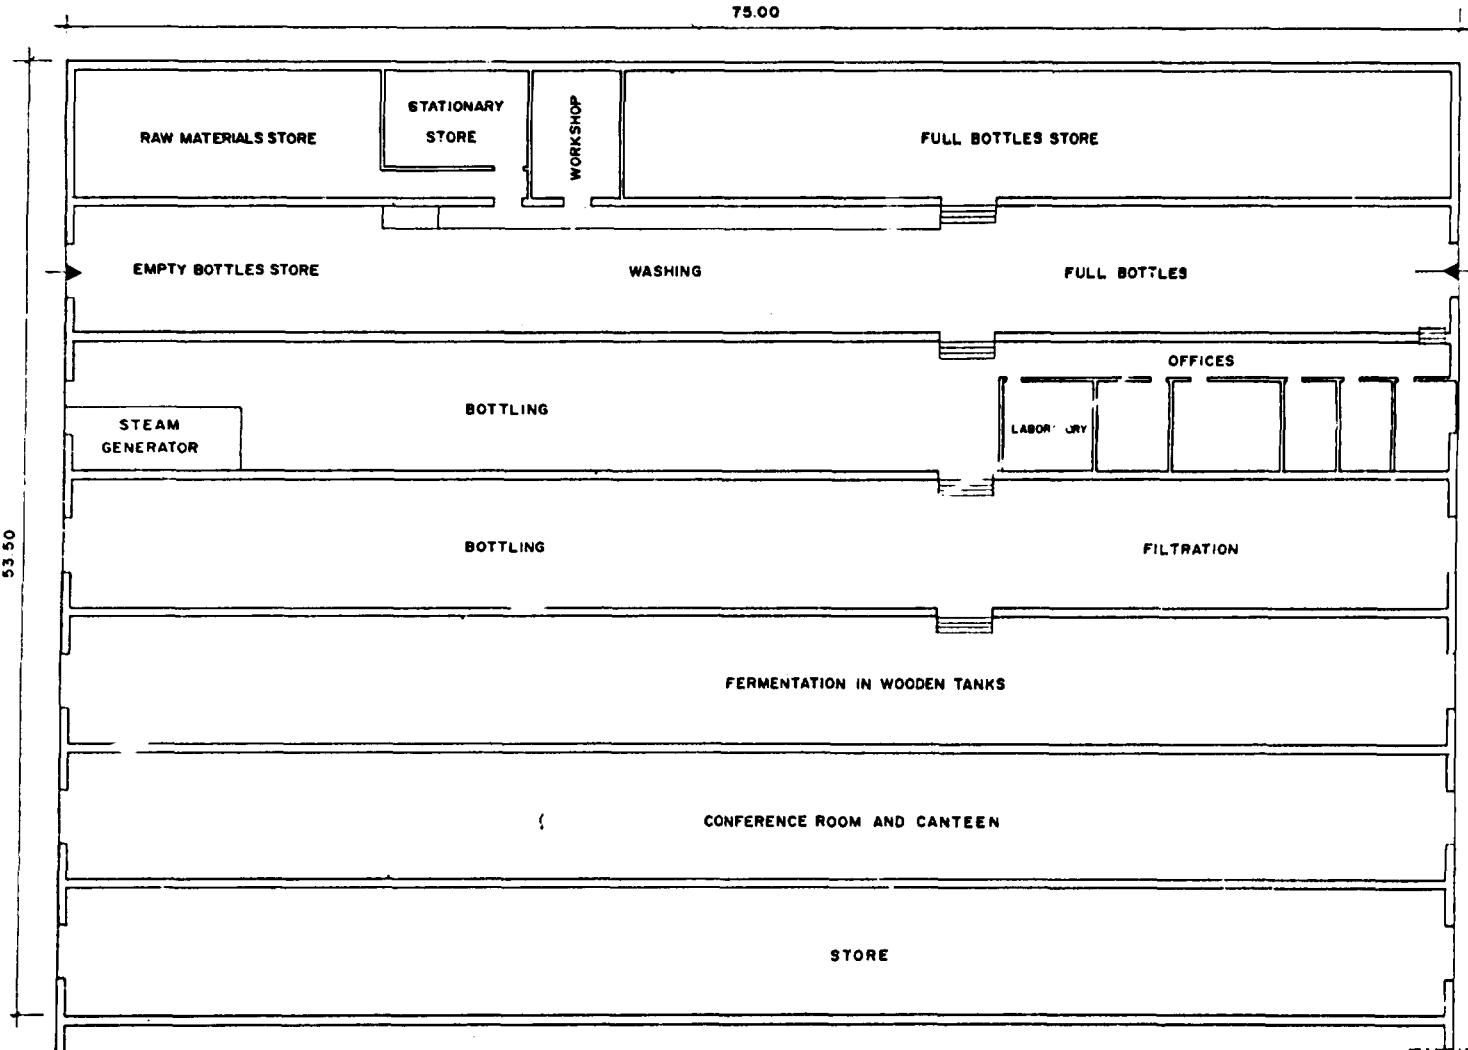 75.00
STATIONARY
STORE
RAW MATERIALS STORE
WORKSHOP
FULL BOTTLES STORE
EMPTY BOTTLES STORE
WASHING
FULL BOTTLES
OFFICES
BOTTLING
STEAM
GENERATOR
53.50
BOTTLING
FILTRATION
FERMENTATION IN WOODEN TANKS
CONFERENCE ROOM AND CANTEEN
STORE